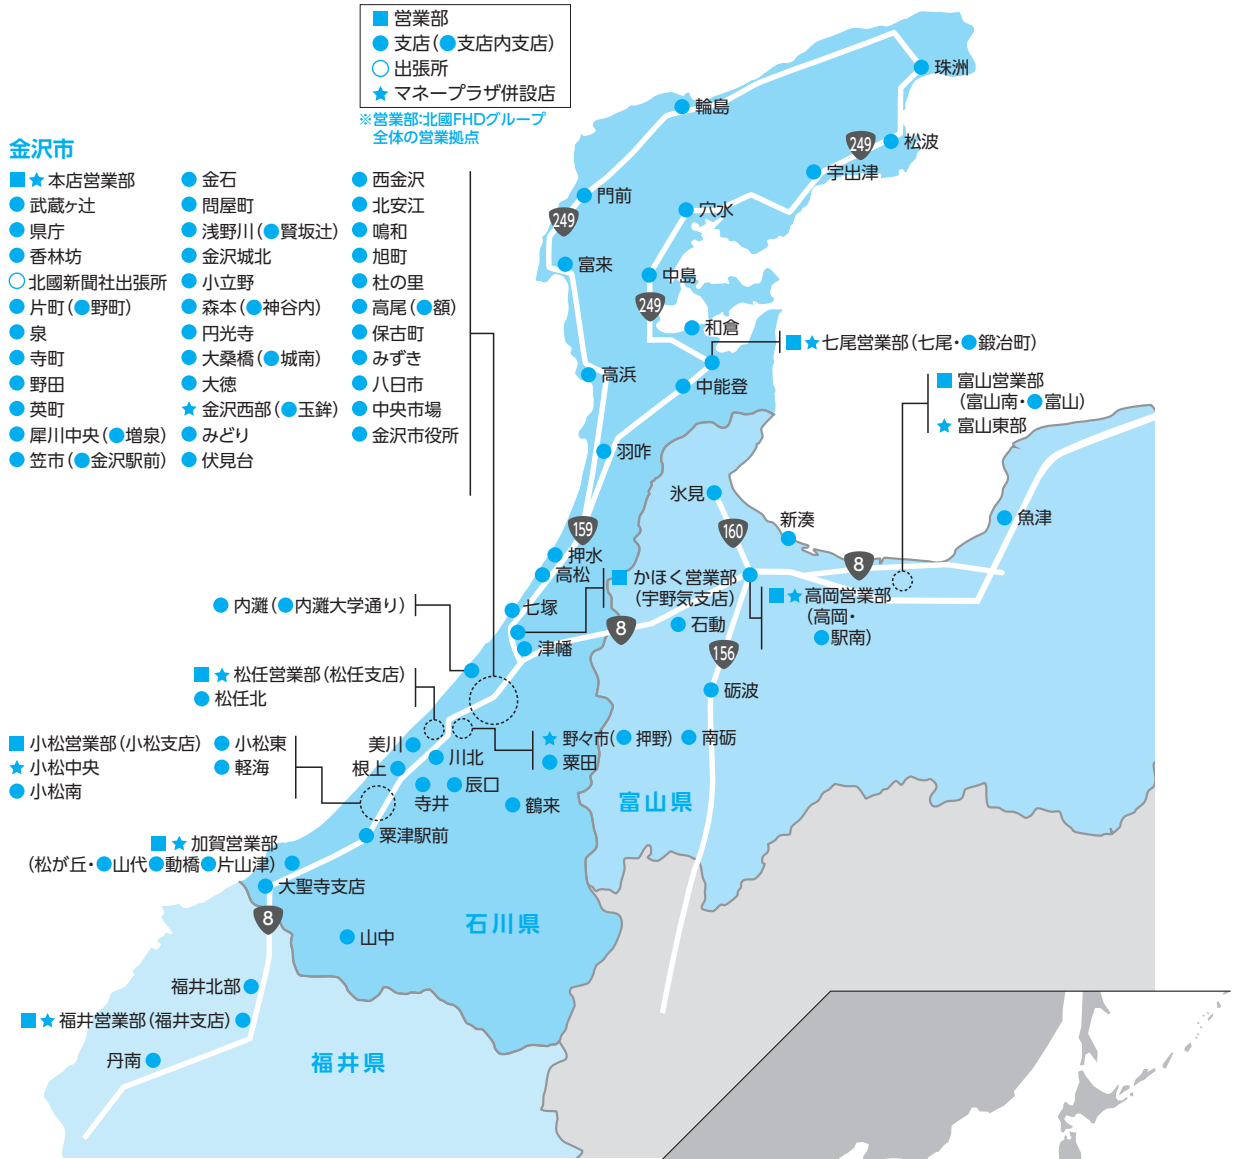 ■ 営業部
● 支店(●支店内支店)
○ 出張所
★ マネープラザ併設店
※営業部:北國FHDグループ
全体の営業拠点
金沢市
■★本店営業部
●武蔵ヶ辻
●県庁
●香林坊
○北國新聞社出張所
●片町(●野町)
●泉
●寺町
●野田
●英町
●犀川中央(●増泉)
●笠市(●金沢駅前)
●金石
●問屋町
●浅野川(●賢坂辻)
●金沢城北
●小立野
●森本(●神谷内)
●円光寺
●大桑橋(●城南)
●大徳
★金沢西部(●玉鉾)
●みどり
●伏見台
●西金沢
●北安江
●鳴和
●旭町
●杜の里
●高尾(●額)
●保古町
●みずき
●八日市
●中央市場
●金沢市役所
珠洲
輪島
249
松波
宇出津
門前
穴水
249
富来
中島
249
和倉
■★七尾営業部(七尾・●鍛冶町)
高浜
中能登
■富山営業部
(富山南・●富山)
★富山東部
羽咋
氷見
新湊
魚津
159
160
8
押水
高松
■かほく営業部
(宇野気支店)
■★高岡営業部
(高岡・
●駅南)
●内灘(●内灘大学通り)
七塚
8
石動
津幡
156
■★松任営業部(松任支店)
●松任北
砺波
■小松営業部(小松支店)
★小松中央
●小松南
●小松東
●軽海
美川
川北
根上
★野々市(●押野)
●粟田
南砺
寺井
辰口
鶴来
富山県
粟津駅前
■★加賀営業部
(松が丘・●山代●動橋●片山津)
大聖寺支店
8
石川県
山中
福井北部
■★福井営業部(福井支店)
丹南
福井県